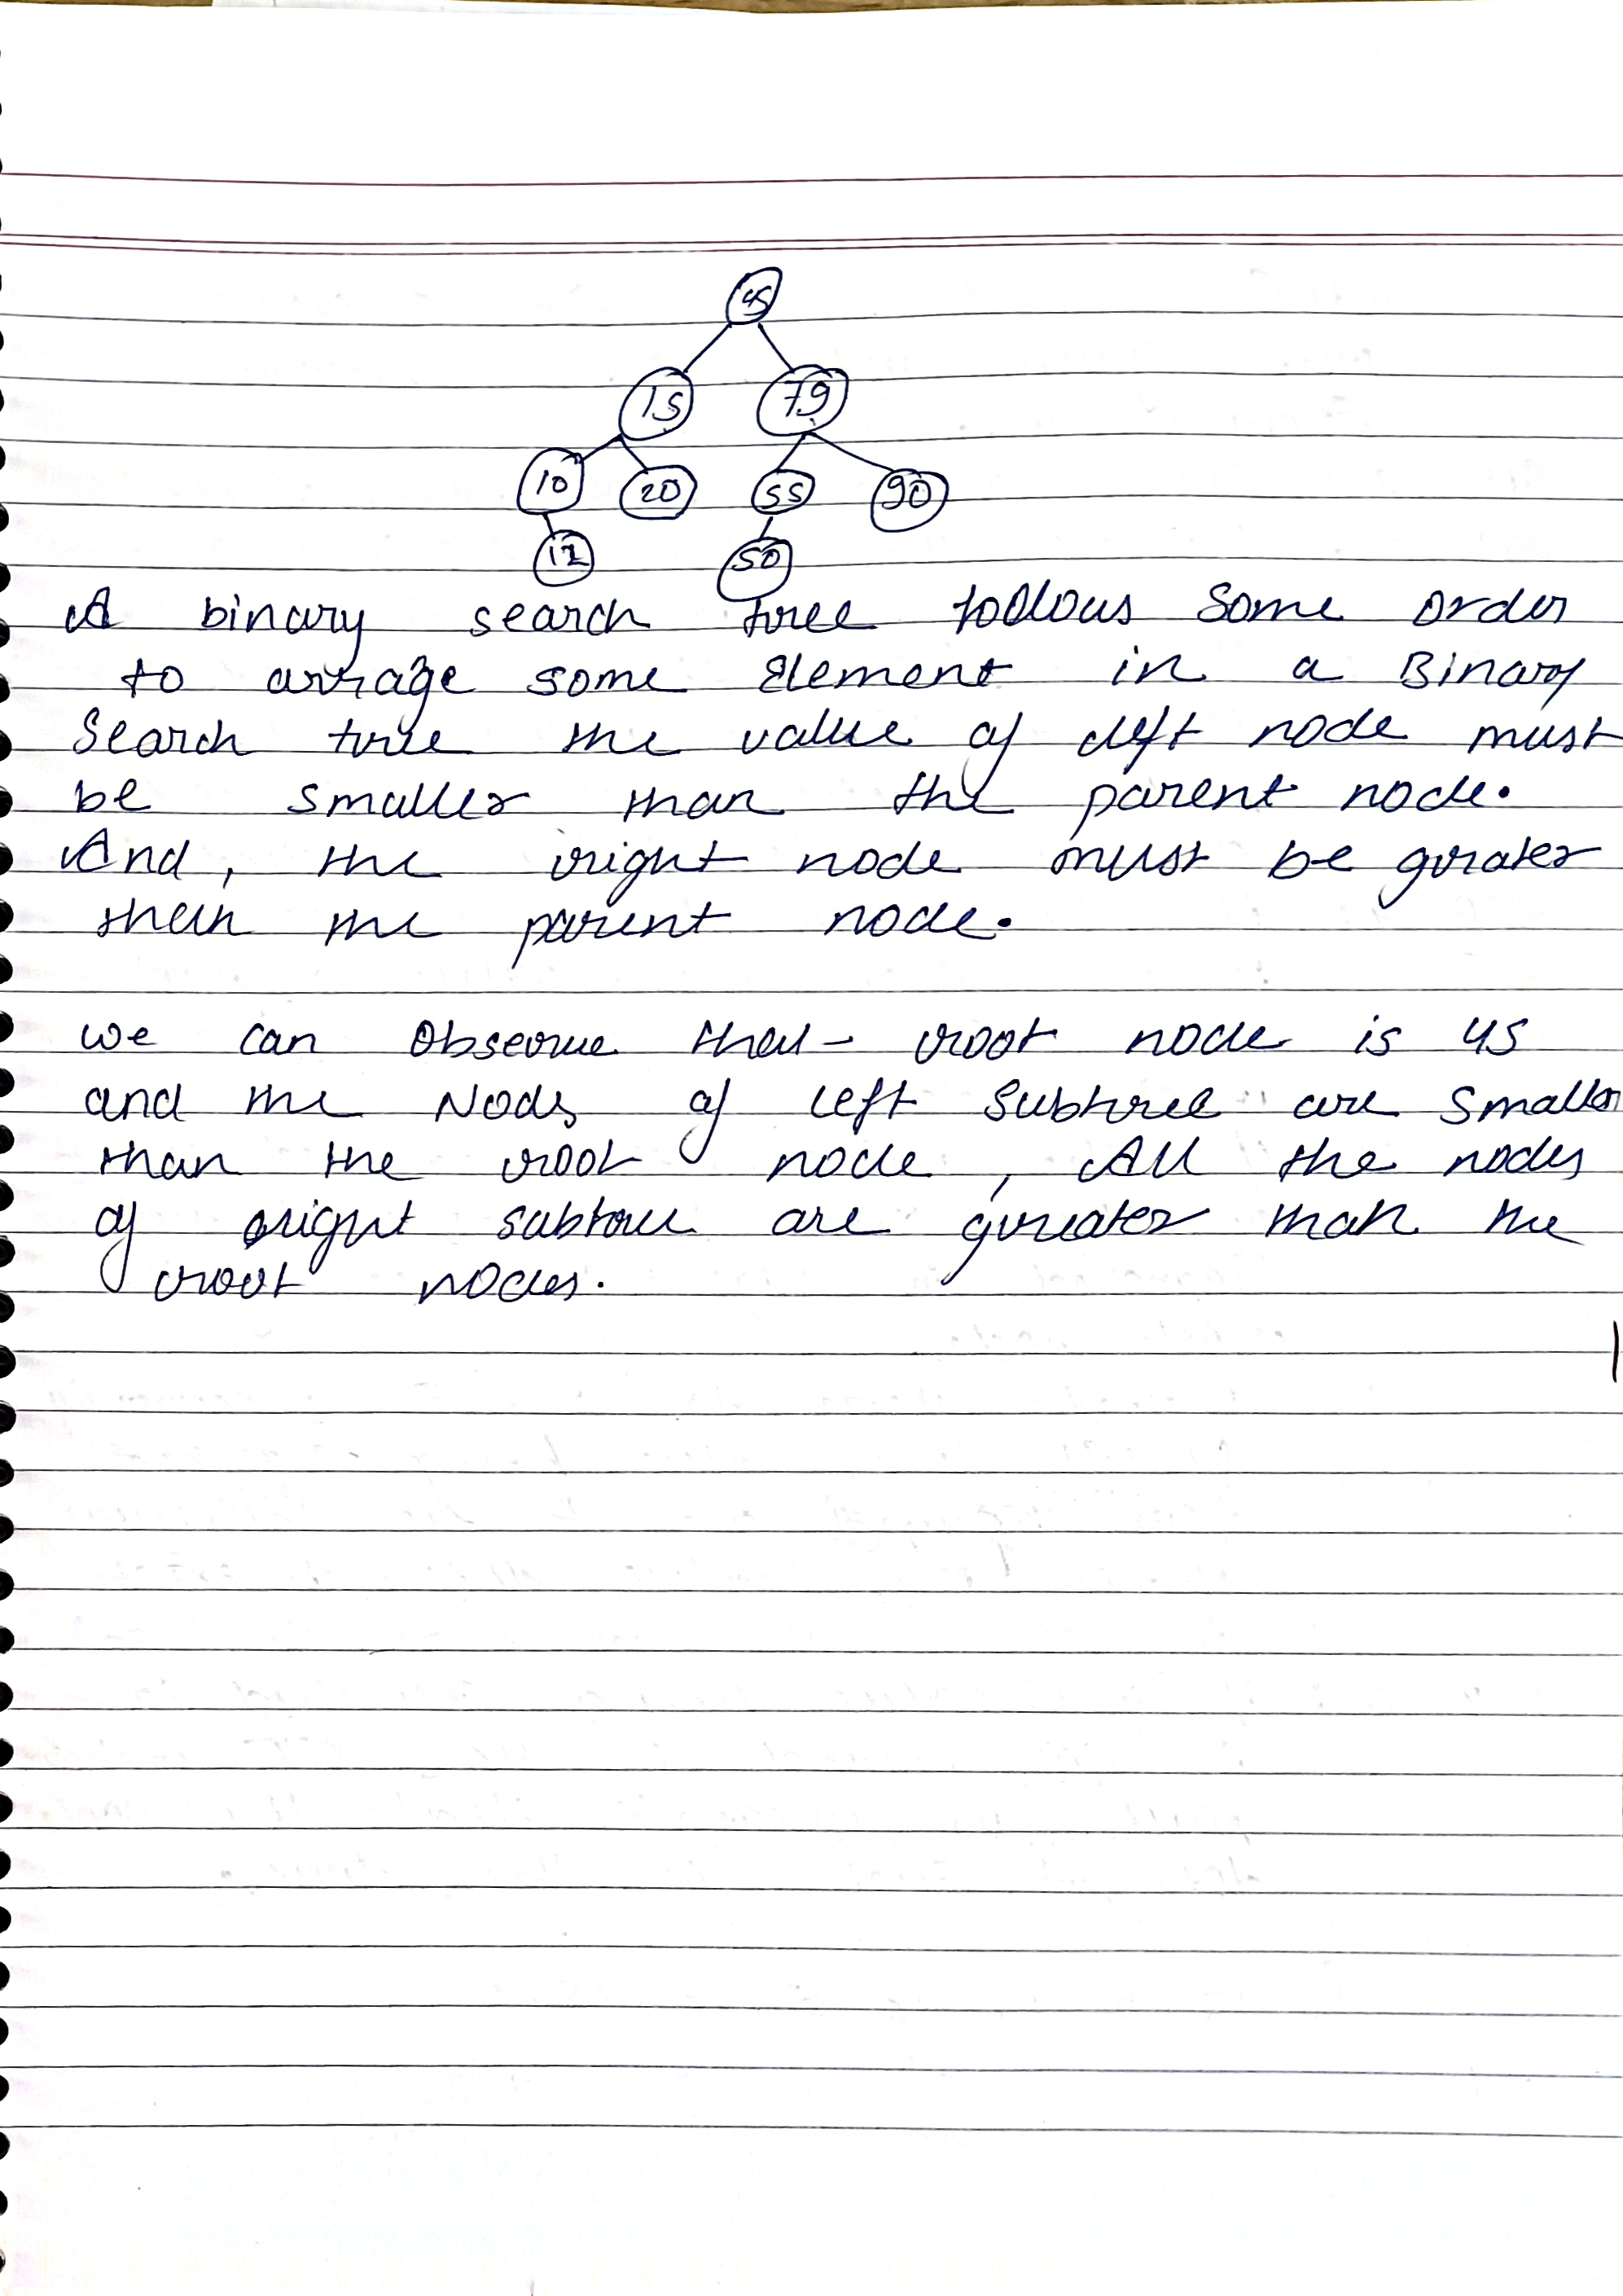 45
15 79
10 20 55 90
12 50
A binary search tree follows some order
to arrage some Element in a Binary
Search tree the value of left node must
be smaller than the parent node.
And, the right node must be greater
then the parent node.
We can Observe that - root node is 45
and the Nodes of left Subtree are smaller
than the root node, All the nodes
of right subtree are greater than the
root nodes.